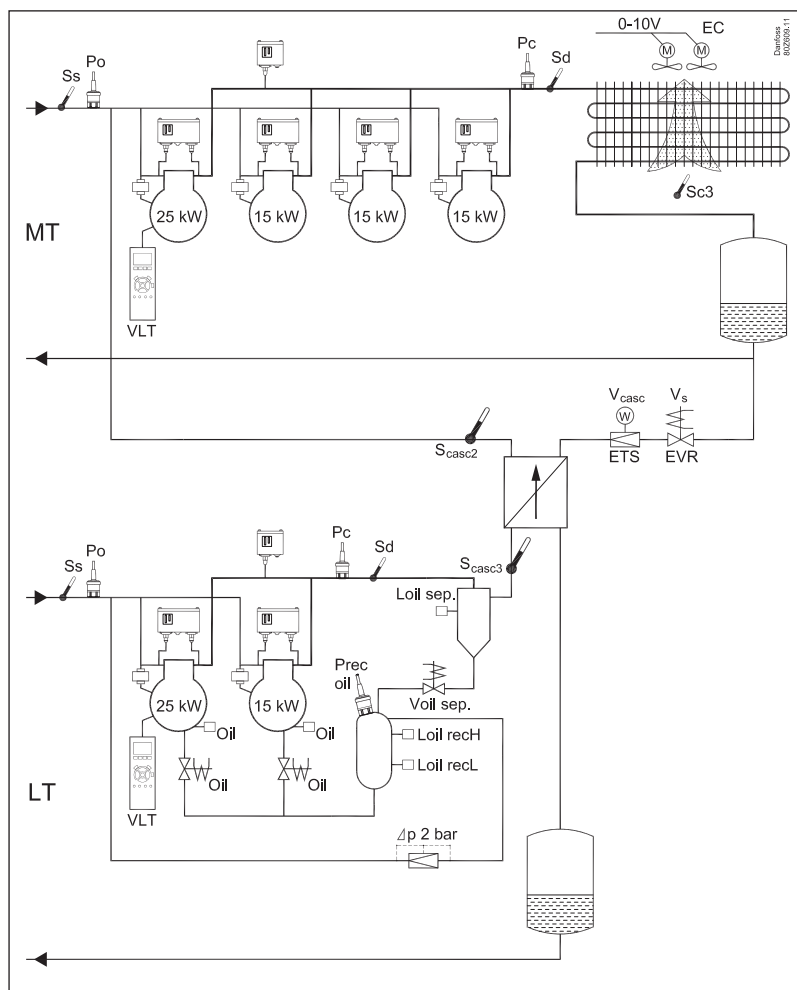 Danfoss
80Z609.11
0-10V
EC
M
M
Pc
Sd
Po
Ss
Sc3
25 kW
15 kW
15 kW
15 kW
MT
VLT
Vcasc
Vs
W
Scasc2
ETS
EVR
Pc
Sd
Po
Ss
Scasc3
Loil sep.
Prec
oil
Voil sep.
25 kW
15 kW
Oil
Oil
Loil recH
Loil recL
Oil
Oil
LT
VLT
Δp 2 bar